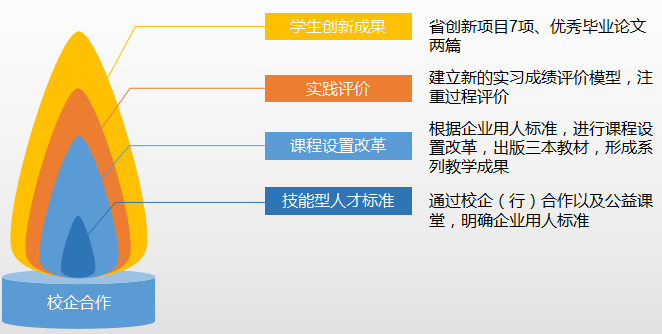 学生创新成果
省创新项目7项、优秀毕业论文
两篇
实践评价
建立新的实习成绩评价模型，注
重过程评价
课程设置改革
根据企业用人标准，进行课程设
置改革，出版三本教材，形成系
列教学成果
技能型人才标准
通过校企（行）合作以及公益课
堂，明确企业用人标准
校企合作